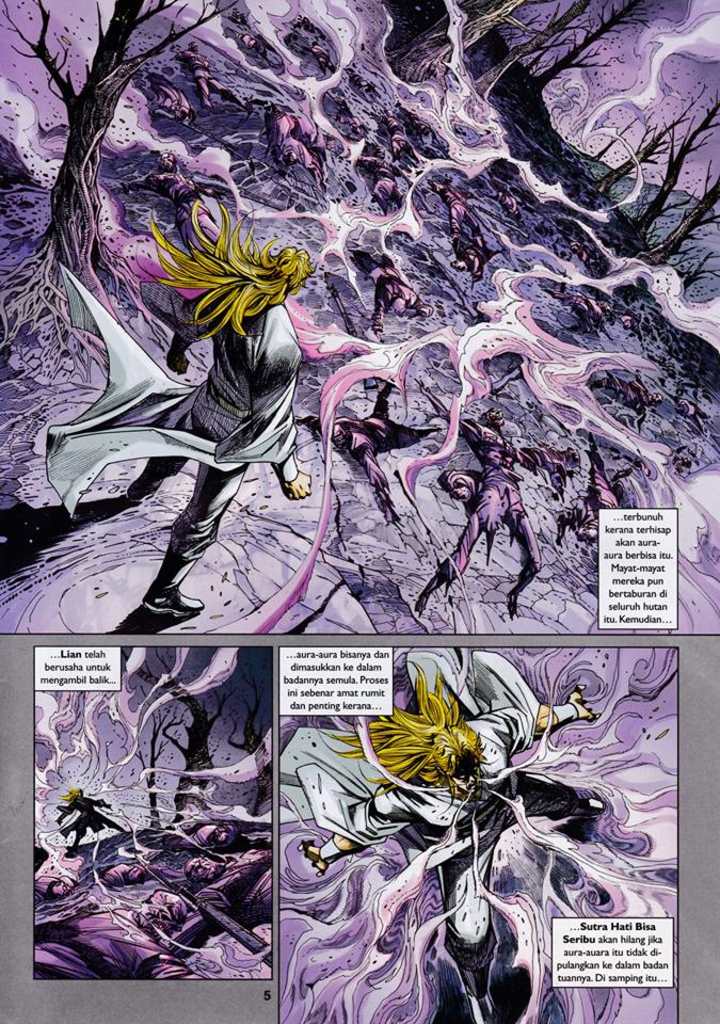 ...terbunuh
kerana terhisap
akan aura-
aura berbisa itu.
Mayat-mayat
mereka pun
bertaburan di
seluruh hutan
itu. Kemudian...
...Lian telah
berusaha untuk
mengambil balik...
...aura-aura bisanya dan
dimasukkan ke dalam
badannya semula. Proses
ini sebenar amat rumit
dan penting kerana...
...Sutra Hati Bisa
Seribu akan hilang jika
aura-auara itu tidak di-
pulangkan ke dalam badan
tuannya. Di samping itu...
5